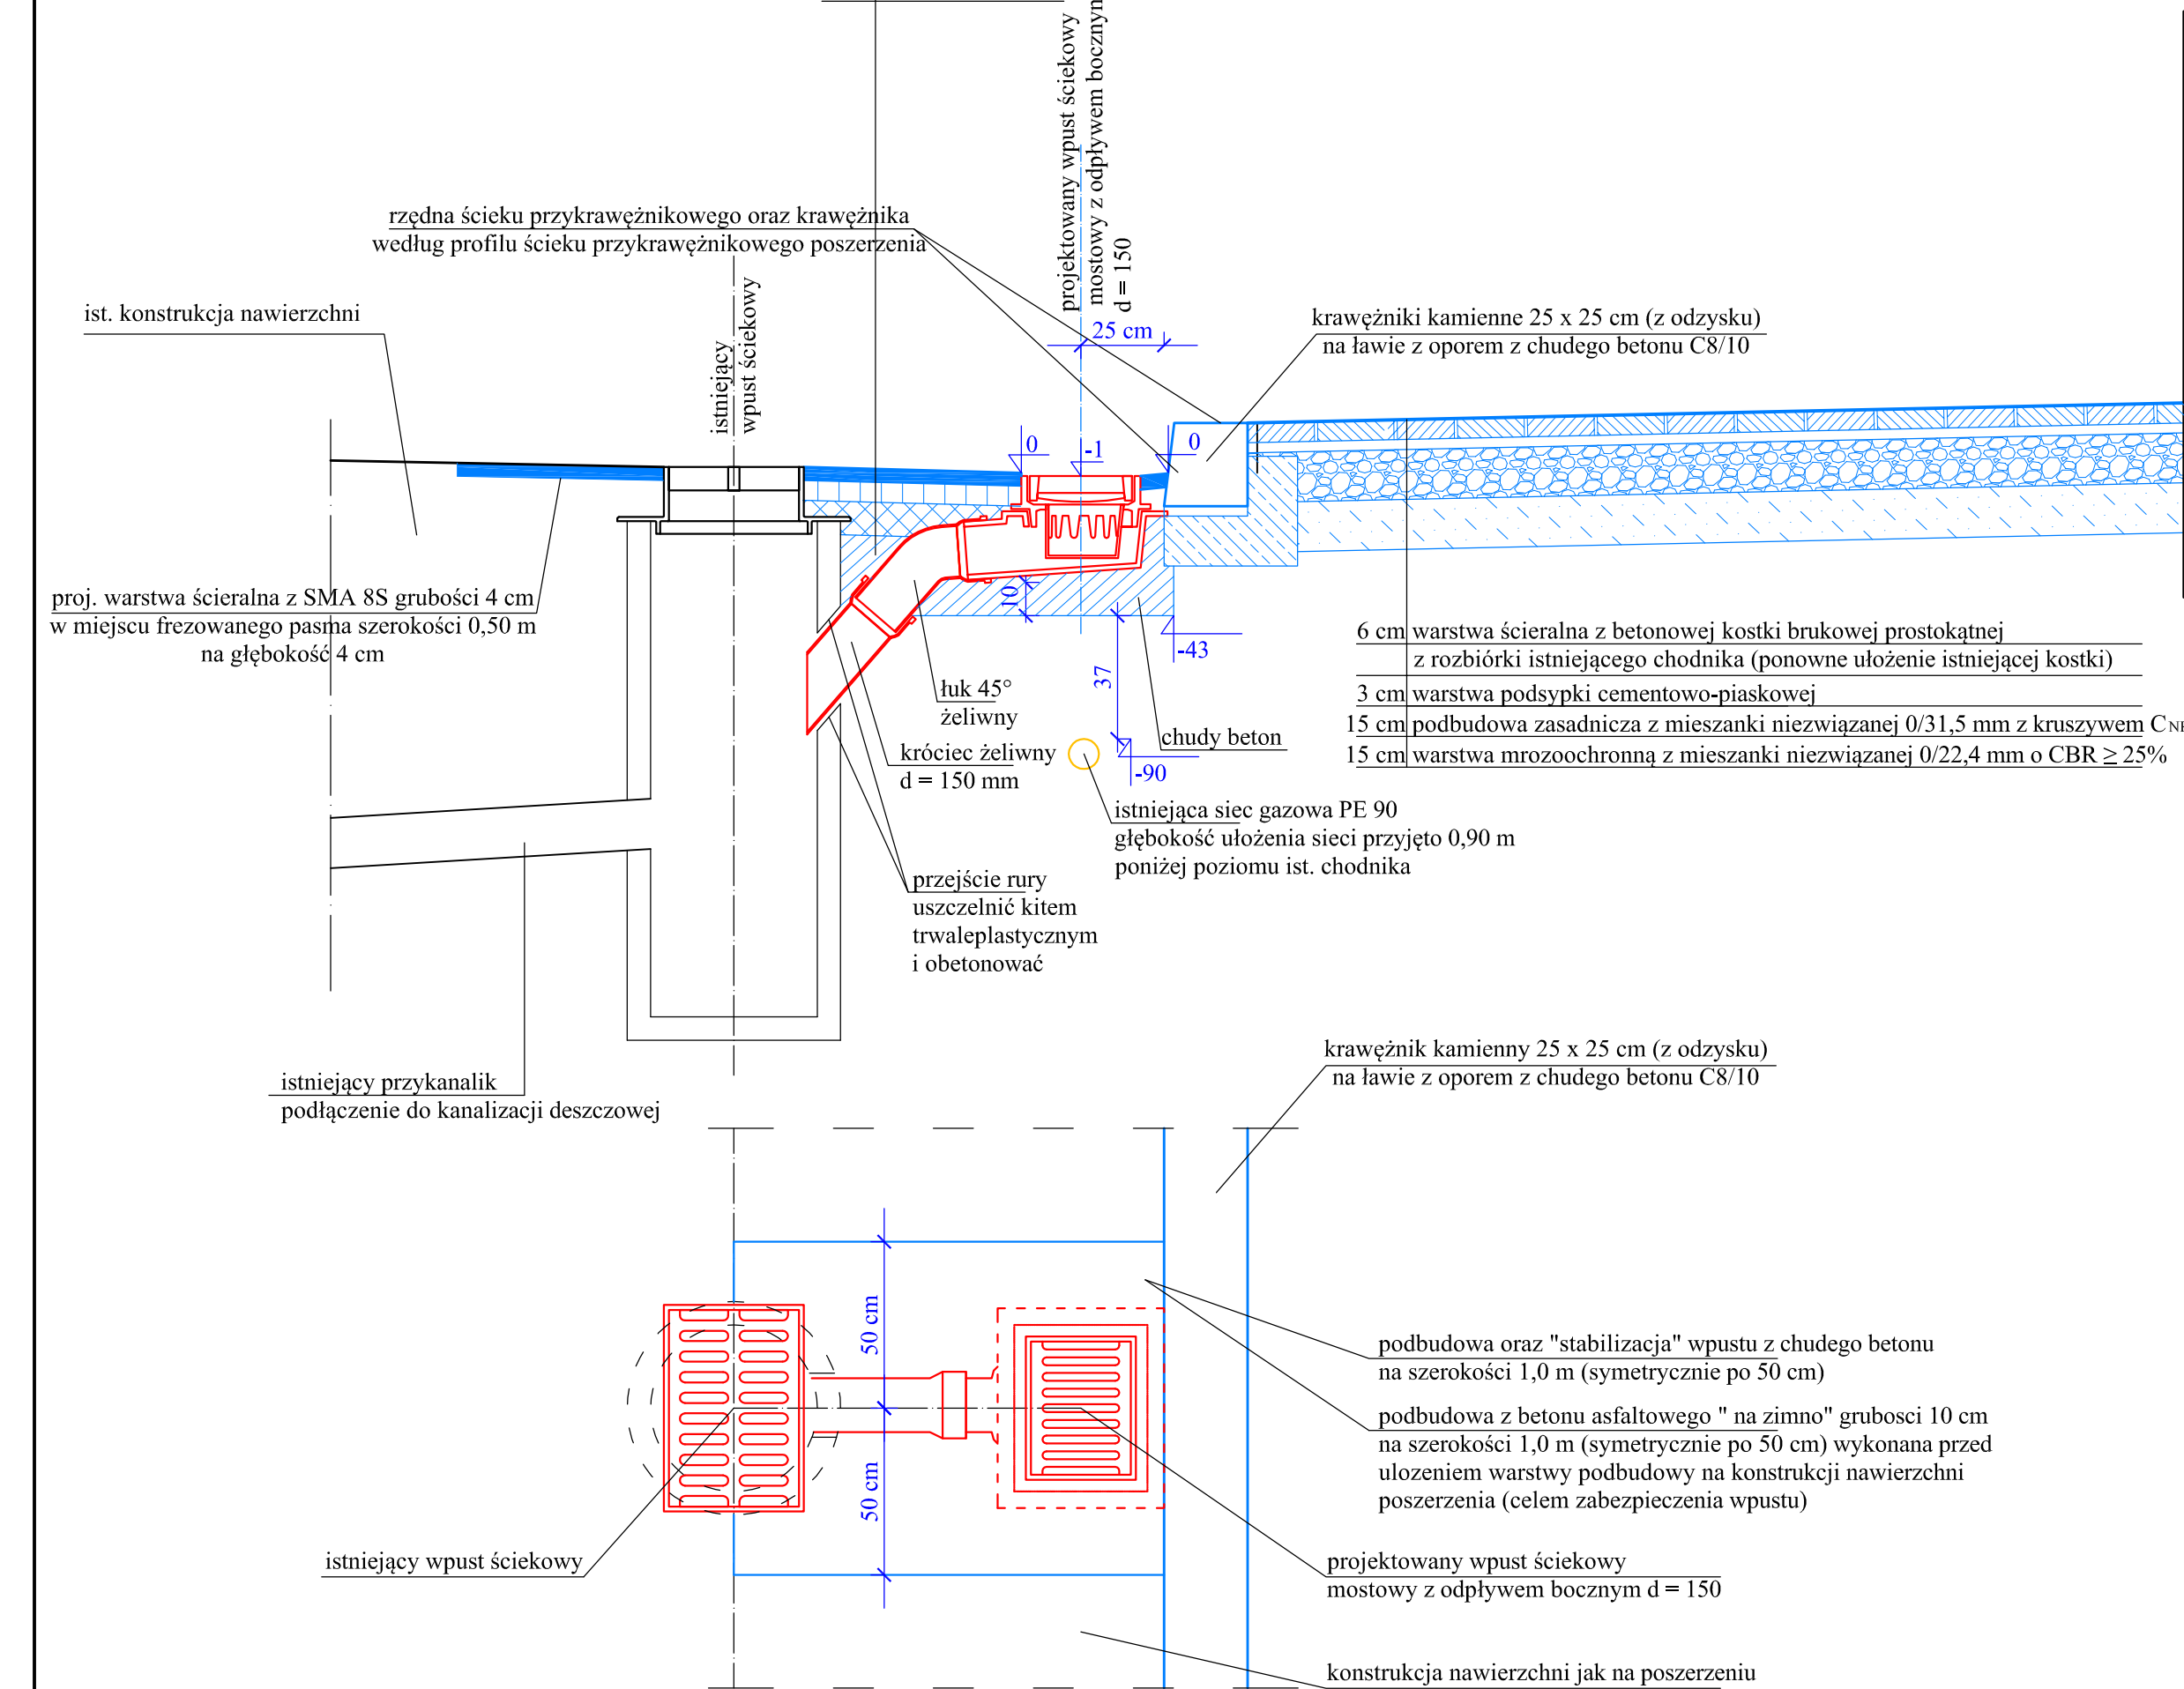 projektowany wpust ściekowy
mostowy z odpływem bocznym
d = 150
rzędna ścieku przykrawężnikowego oraz krawężnika
według profilu ścieku przykrawężnikowego poszerzenia
istniejący
wpust ściekowy
ist. konstrukcja nawierzchni
25 cm
krawężniki kamienne 25 x 25 cm (z odzysku)
na ławie z oporem z chudego betonu C8/10
0
-1
0
proj. warstwa ścieralna z SMA 8S grubości 4 cm
w miejscu frezowanego pasma szerokości 0,50 m
na głębokość 4 cm
10
-43
37
-90
6 cm warstwa ścieralna z betonowej kostki brukowej prostokątnej
z rozbiórki istniejącego chodnika (ponowne ułożenie istniejącej kostki)
3 cm warstwa podsypki cementowo-piaskowej
15 cm podbudowa zasadnicza z mieszanki niezwiązanej 0/31,5 mm z kruszywem
15 cm warstwa mrozoochronną z mieszanki niezwiązanej 0/22,4 mm o CBR ≥ 25%
łuk 45°
żeliwny
króciec żeliwny
d = 150 mm
chudy beton
istniejąca siec gazowa PE 90
głębokość ułożenia sieci przyjęto 0,90 m
poniżej poziomu ist. chodnika
przejście rury
uszczelnić kitem
trwaleplastycznym
i obetonować
istniejący przykanalik
podłączenie do kanalizacji deszczowej
krawężnik kamienny 25 x 25 cm (z odzysku)
na ławie z oporem z chudego betonu C8/10
50 cm
50 cm
podbudowa oraz "stabilizacja" wpustu z chudego betonu
na szerokości 1,0 m (symetrycznie po 50 cm)
podbudowa z betonu asfaltowego " na zimno" grubosci 10 cm
na szerokości 1,0 m (symetrycznie po 50 cm) wykonana przed
ulozeniem warstwy podbudowy na konstrukcji nawierzchni
poszerzenia (celem zabezpieczenia wpustu)
istniejący wpust ściekowy
projektowany wpust ściekowy
mostowy z odpływem bocznym d = 150
konstrukcja nawierzchni jak na poszerzeniu